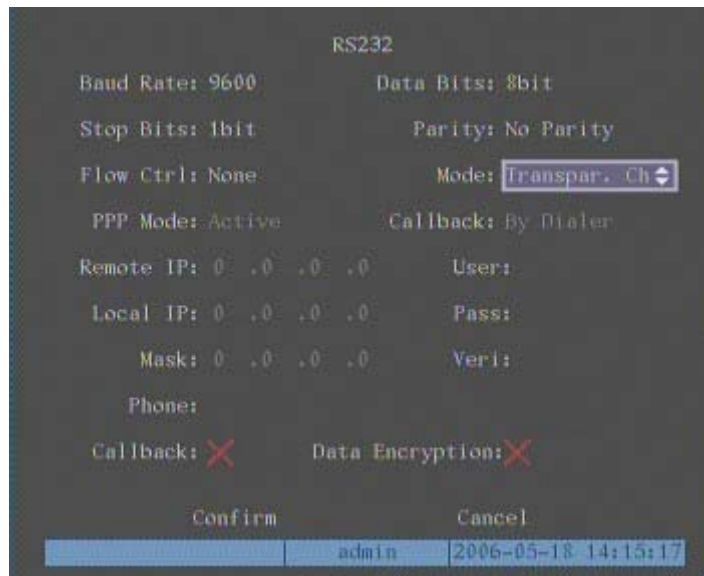 RS232
Baud Rate: 9600 Data Bits: 8bit
Stop Bits: 1bit Parity: No Parity
Flow Ctrl: None Mode: Transpar. Ch
PPP Mode: Active Callback: By Dialer
Remote IP: 0 .0 .0 .0 User:
Local IP: 0 .0 .0 .0 Pass:
Mask: 0 .0 .0 .0 Veri:
Phone:
Callback: Data Encryption:
Confirm Cancel
admin 2006-05-18 14:15:17